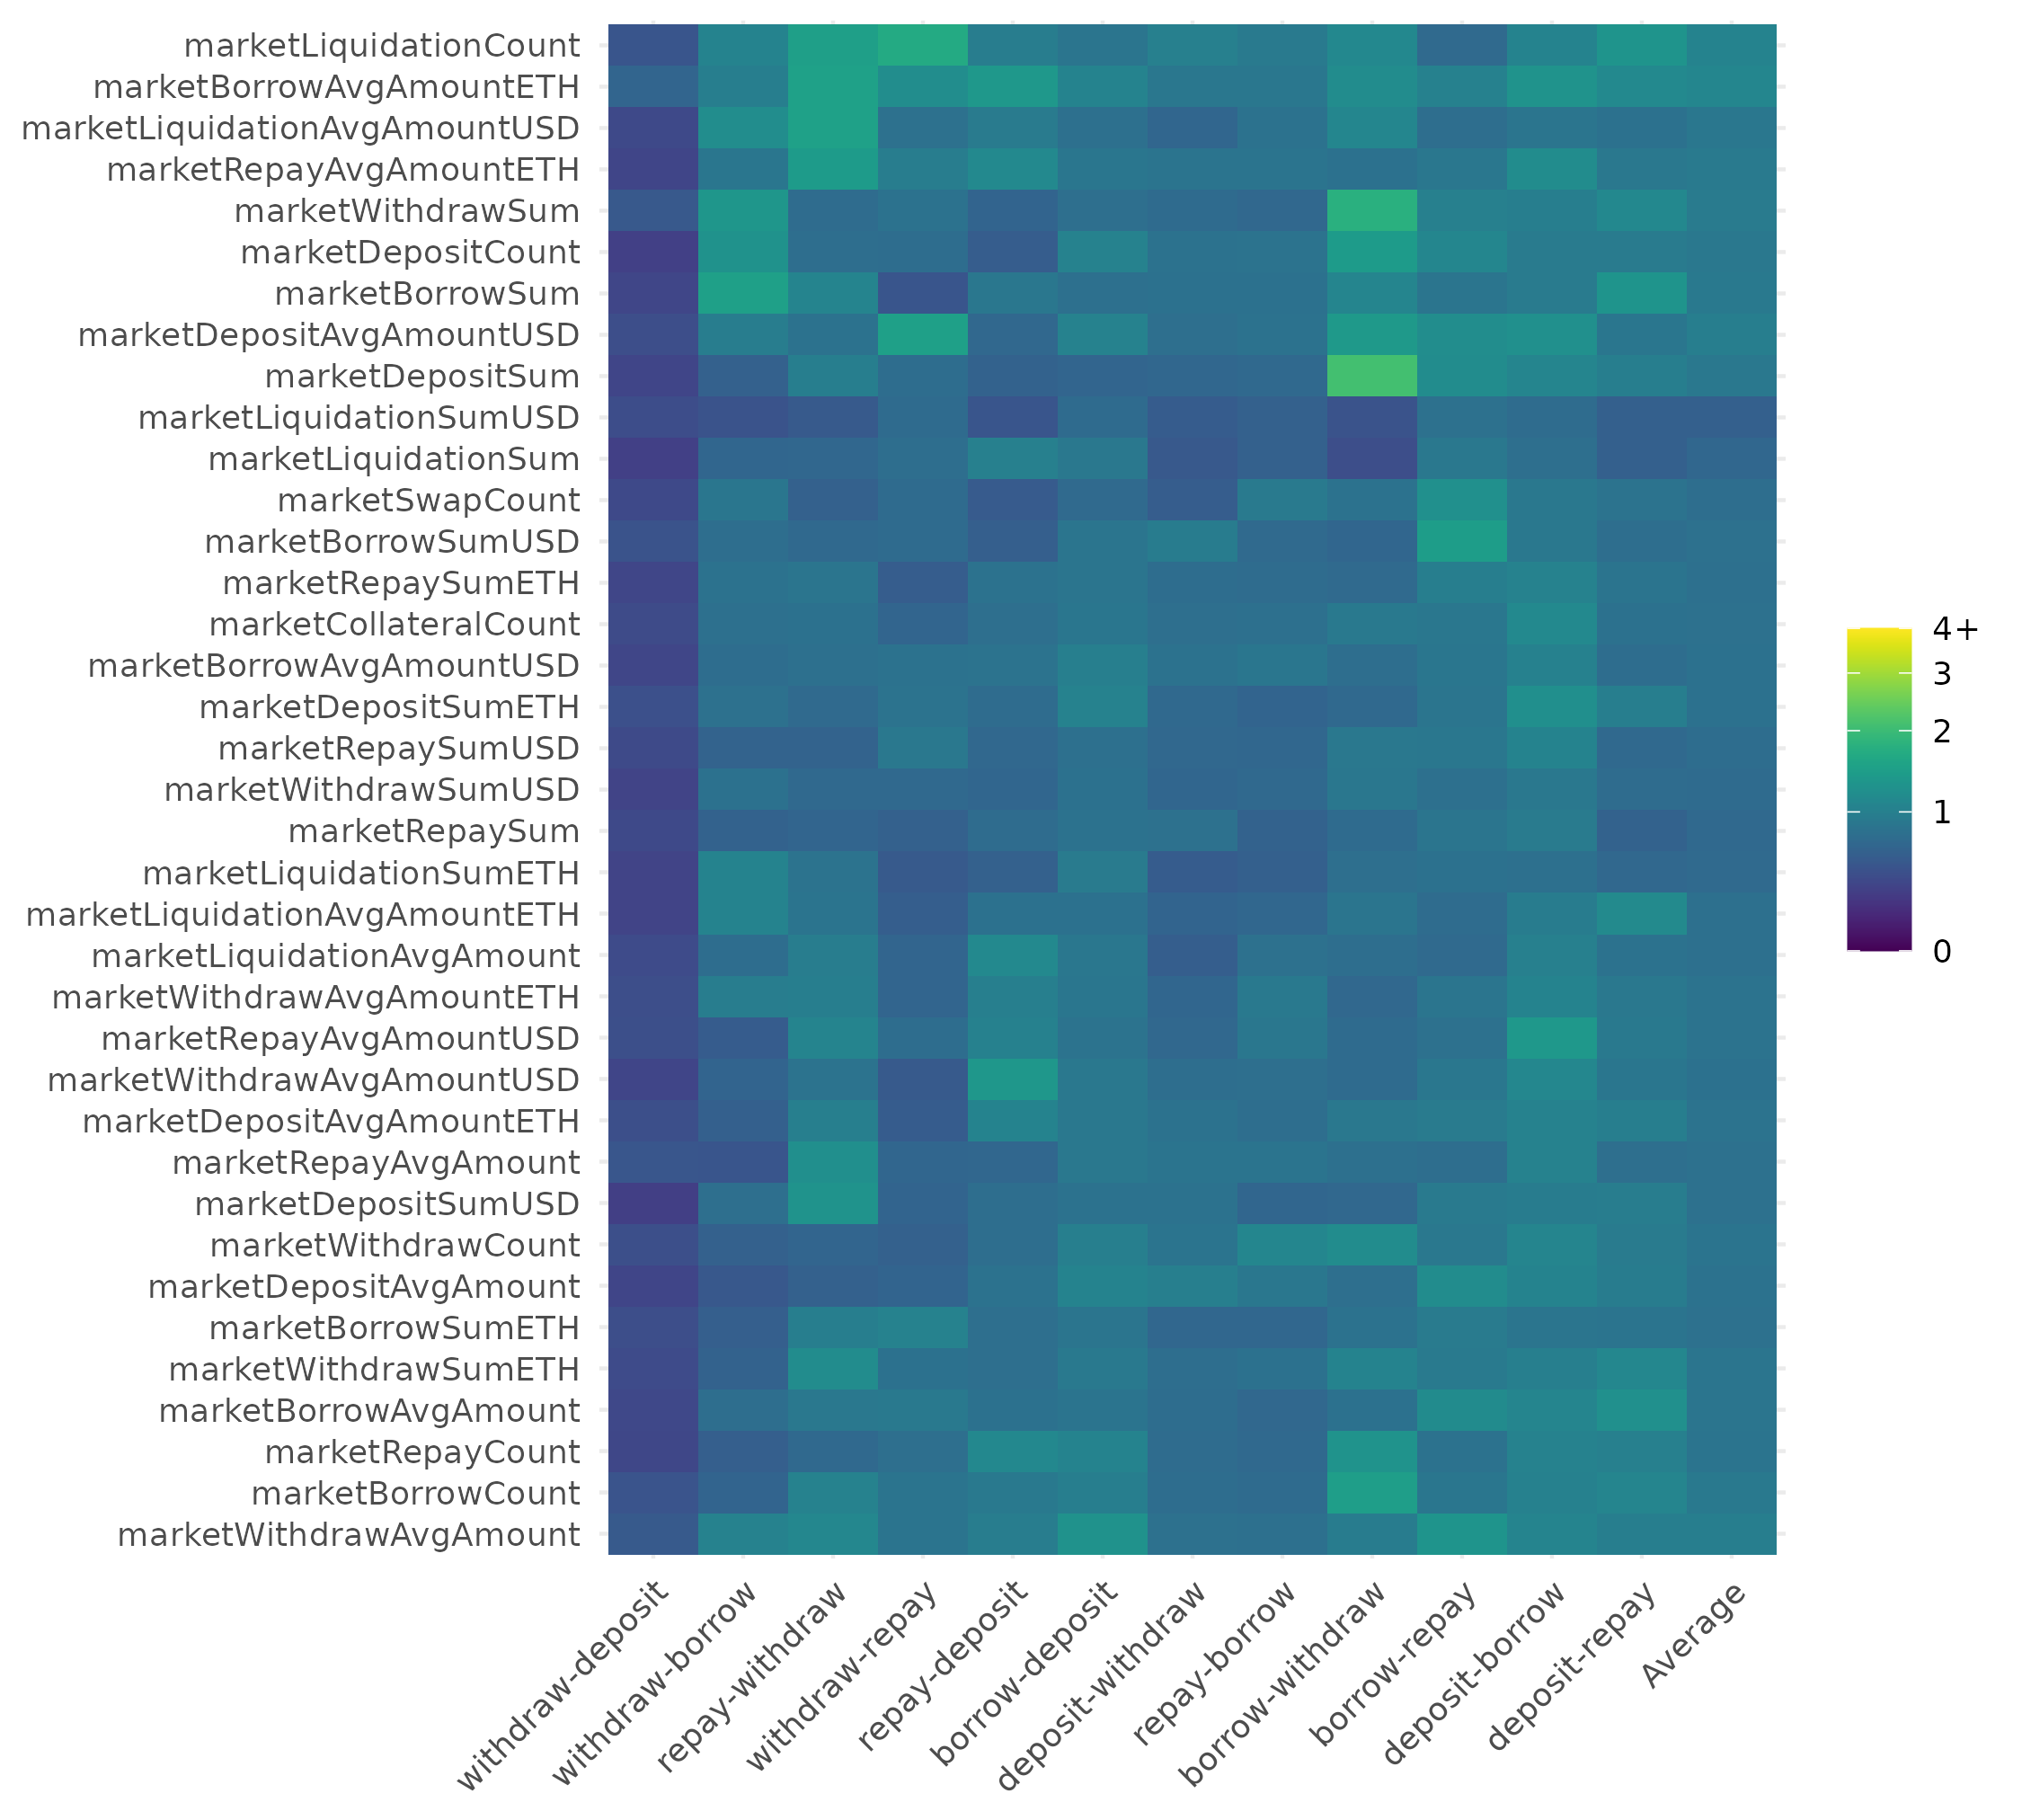 marketLiquidationCount
marketBorrowAvgAmountETH
marketLiquidationAvgAmountUSD
marketRepayAvgAmountETH
marketWithdrawSum
marketDepositCount
marketBorrowSum
marketDepositAvgAmountUSD
marketDepositSum
marketLiquidationSumUSD
marketLiquidationSum
marketSwapCount
marketBorrowSumUSD
marketRepaySumETH
marketCollateralCount
marketBorrowAvgAmountUSD
marketDepositSumETH
marketRepaySumUSD
marketWithdrawSumUSD
marketRepaySum
marketLiquidationSumETH
marketLiquidationAvgAmountETH
marketLiquidationAvgAmount
marketWithdrawAvgAmountETH
marketRepayAvgAmountUSD
marketWithdrawAvgAmountUSD
marketDepositAvgAmountETH
marketRepayAvgAmount
marketDepositSumUSD
marketWithdrawCount
marketDepositAvgAmount
marketBorrowSumETH
marketWithdrawSumETH
marketBorrowAvgAmount
marketRepayCount
marketBorrowCount
marketWithdrawAvgAmount
withdraw-deposit
withdraw-borrow
repay-withdraw
withdraw-repay
repay-deposit
borrow-deposit
deposit-withdraw
repay-borrow
borrow-withdraw
borrow-repay
deposit-borrow
deposit-repay
Average
4+
3
2
1
0